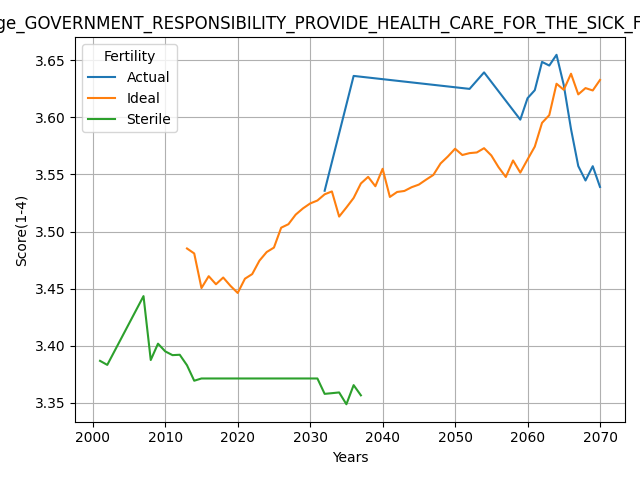 ge_GOVERNMENT_RESPONSIBILITY_PROVIDE_HEALTH_CARE_FOR_THE_SICK_F
Fertility
Actual
Ideal
Sterile
Score(1-4)
3.65
3.60
3.55
3.50
3.45
3.40
3.35
2000 2010 2020 2030 2040 2050 2060 2070
Years